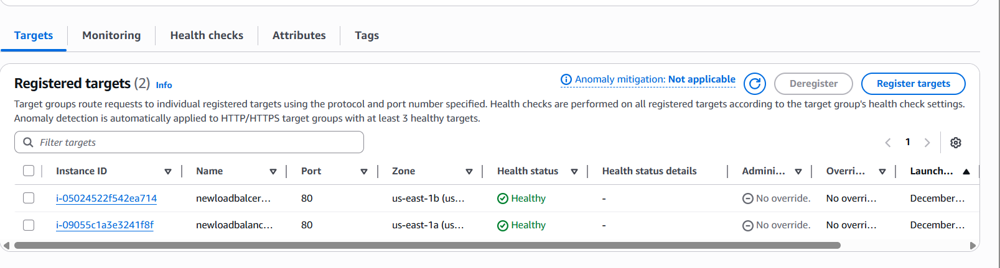 Targets Monitoring Health checks Attributes Tags
Registered targets (2) Info
Anomaly mitigation: Not applicable Deregister Register targets
Target groups route requests to individual registered targets using the protocol and port number specified. Health checks are performed on all registered targets according to the target group's health check settings.
Anomaly detection is automatically applied to HTTP/HTTPS target groups with at least 3 healthy targets.
Filter targets 1
Instance ID Name Port Zone Health status Health status details Admini... Overri... Launch...
i-05024522f542ea714 newloadbalcer... 80 us-east-1b (us... Healthy - No override. No overri... December...
i-09055c1a3e3241f8f newloadbalanc... 80 us-east-1a (us... Healthy - No override. No overri... December...